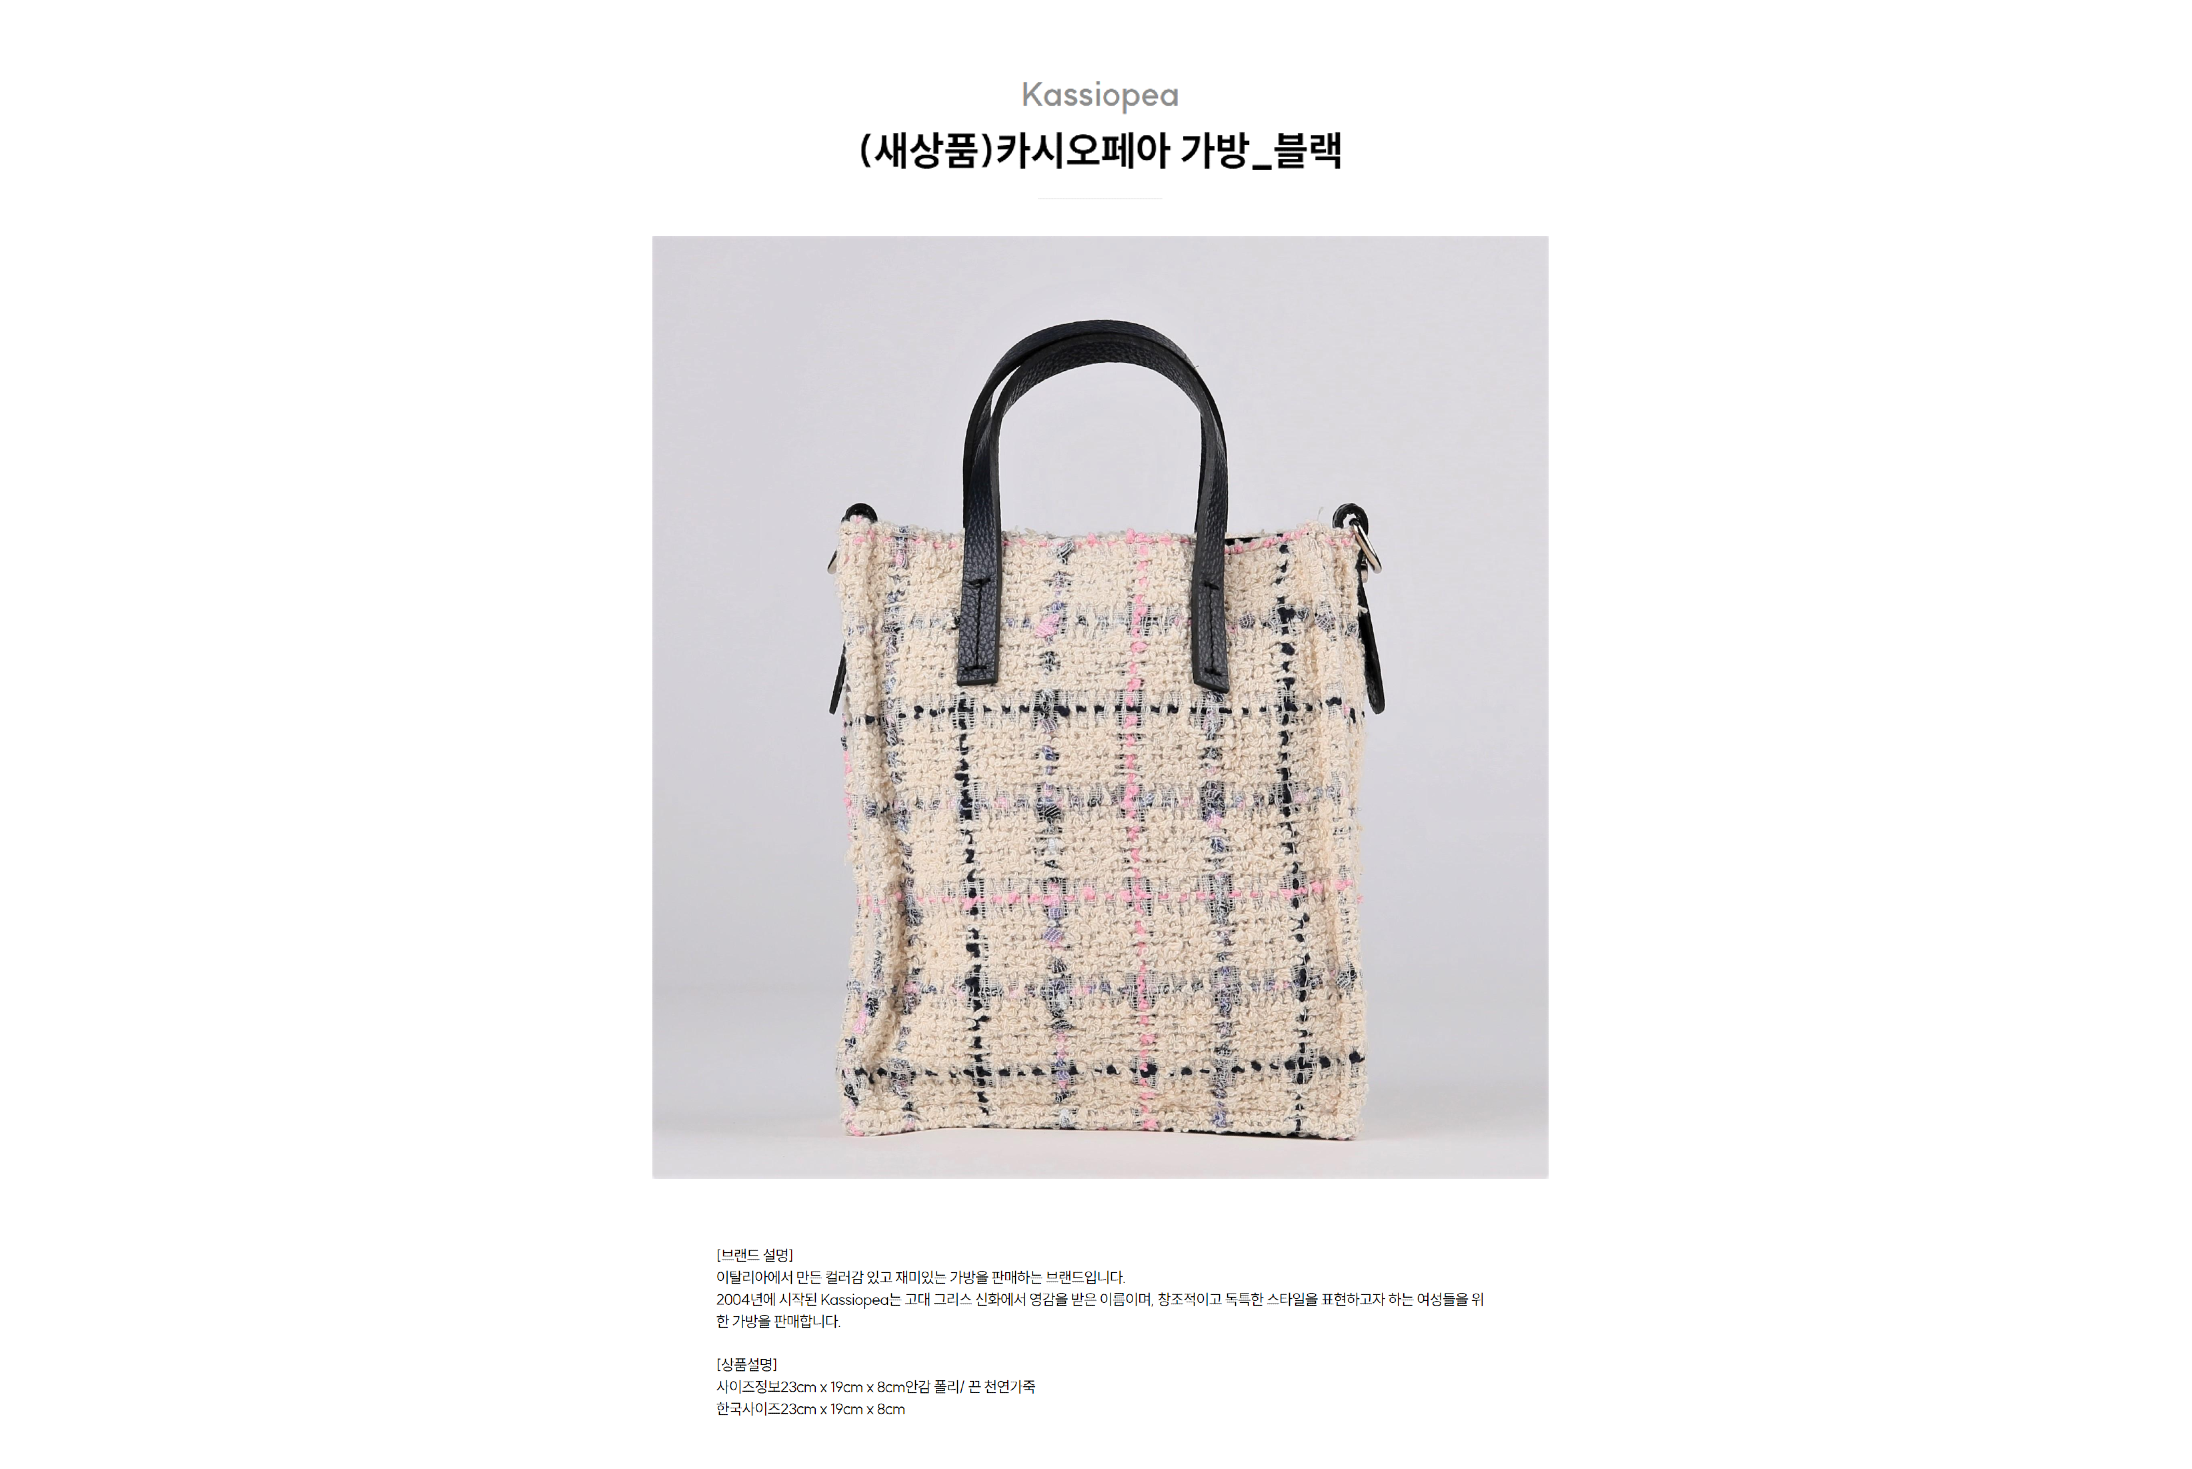 Kassiopea
(새상품)카시오페아 가방_블랙
[브랜드 설명]
이탈리아에서 만든 컬러감 있고 재미있는 가방을 판매하는 브랜드입니다.
2004년에 시작된 Kassiopea는 고대 그리스 신화에서 영감을 받은 이름이며, 창조적이고 독특한 스타일을 표현하고자 하는 여성들을 위
한 가방을 판매합니다.
[상품설명]
사이즈정보23cm x 19cm x 8cm안감 폴리/ 끈 천연가죽
한국사이즈23cm x 19cm x 8cm